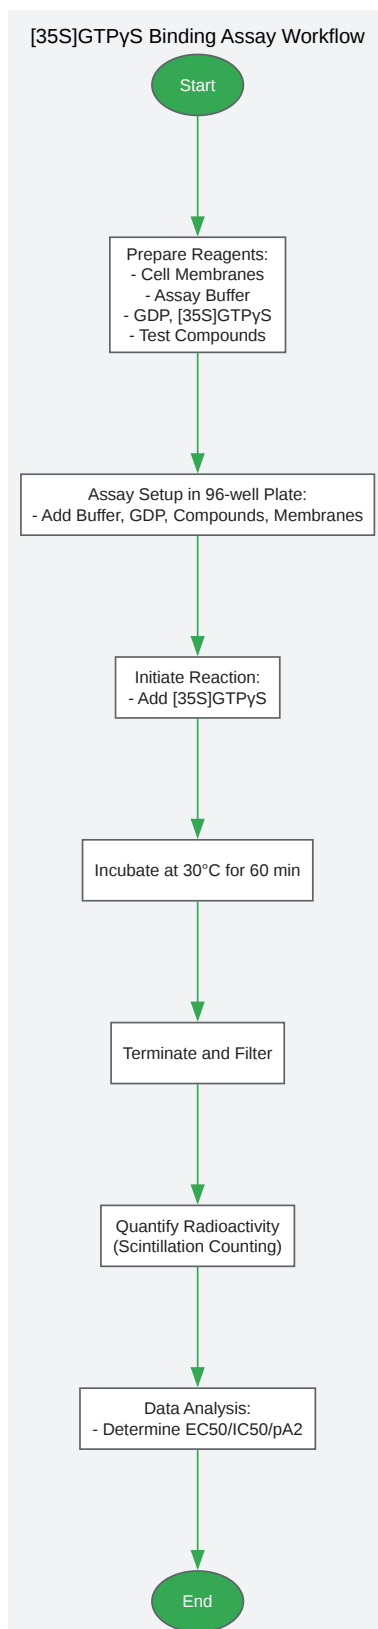 [35S]GTPγS Binding Assay Workflow
Start
Prepare Reagents:
- Cell Membranes
- Assay Buffer
- GDP, [35S]GTPγS
- Test Compounds
Assay Setup in 96-well Plate:
- Add Buffer, GDP, Compounds, Membranes
Initiate Reaction:
- Add [35S]GTPγS
Incubate at 30°C for 60 min
Terminate and Filter
Quantify Radioactivity
(Scintillation Counting)
Data Analysis:
- Determine EC50/IC50/pA2
End